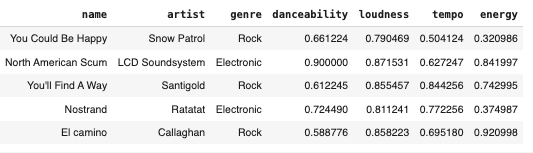 name artist genre danceability loudness tempo energy
You Could Be Happy Snow Patrol Rock 0.661224 0.790469 0.504124 0.320986
North American Scum LCD Soundsystem Electronic 0.900000 0.871531 0.627247 0.841997
You'll Find A Way Santigold Rock 0.612245 0.855457 0.844256 0.742995
Nostrand Ratatat Electronic 0.724490 0.811241 0.772256 0.374987
El camino Callaghan Rock 0.588776 0.858223 0.695180 0.920998